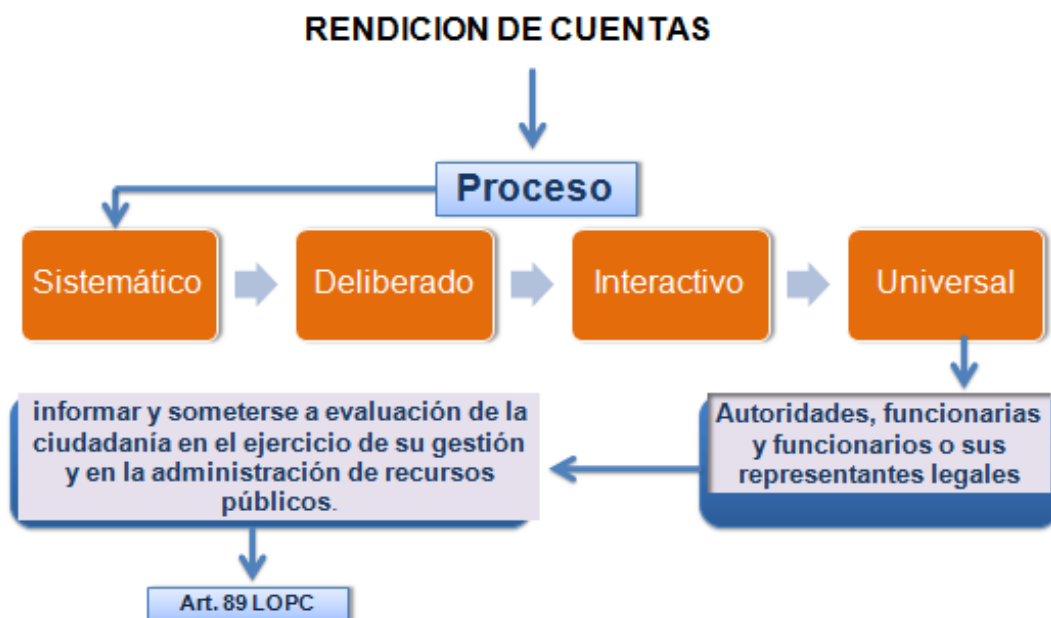 RENDICION DE CUENTAS
Proceso
Sistemático
Deliberado
Interactivo
Universal
Autoridades, funcionarias
y funcionarios o sus
representantes legales
informar y someterse a evaluación de la
ciudadanía en el ejercicio de su gestión
y en la administración de recursos
públicos.
Art. 89 LOPC